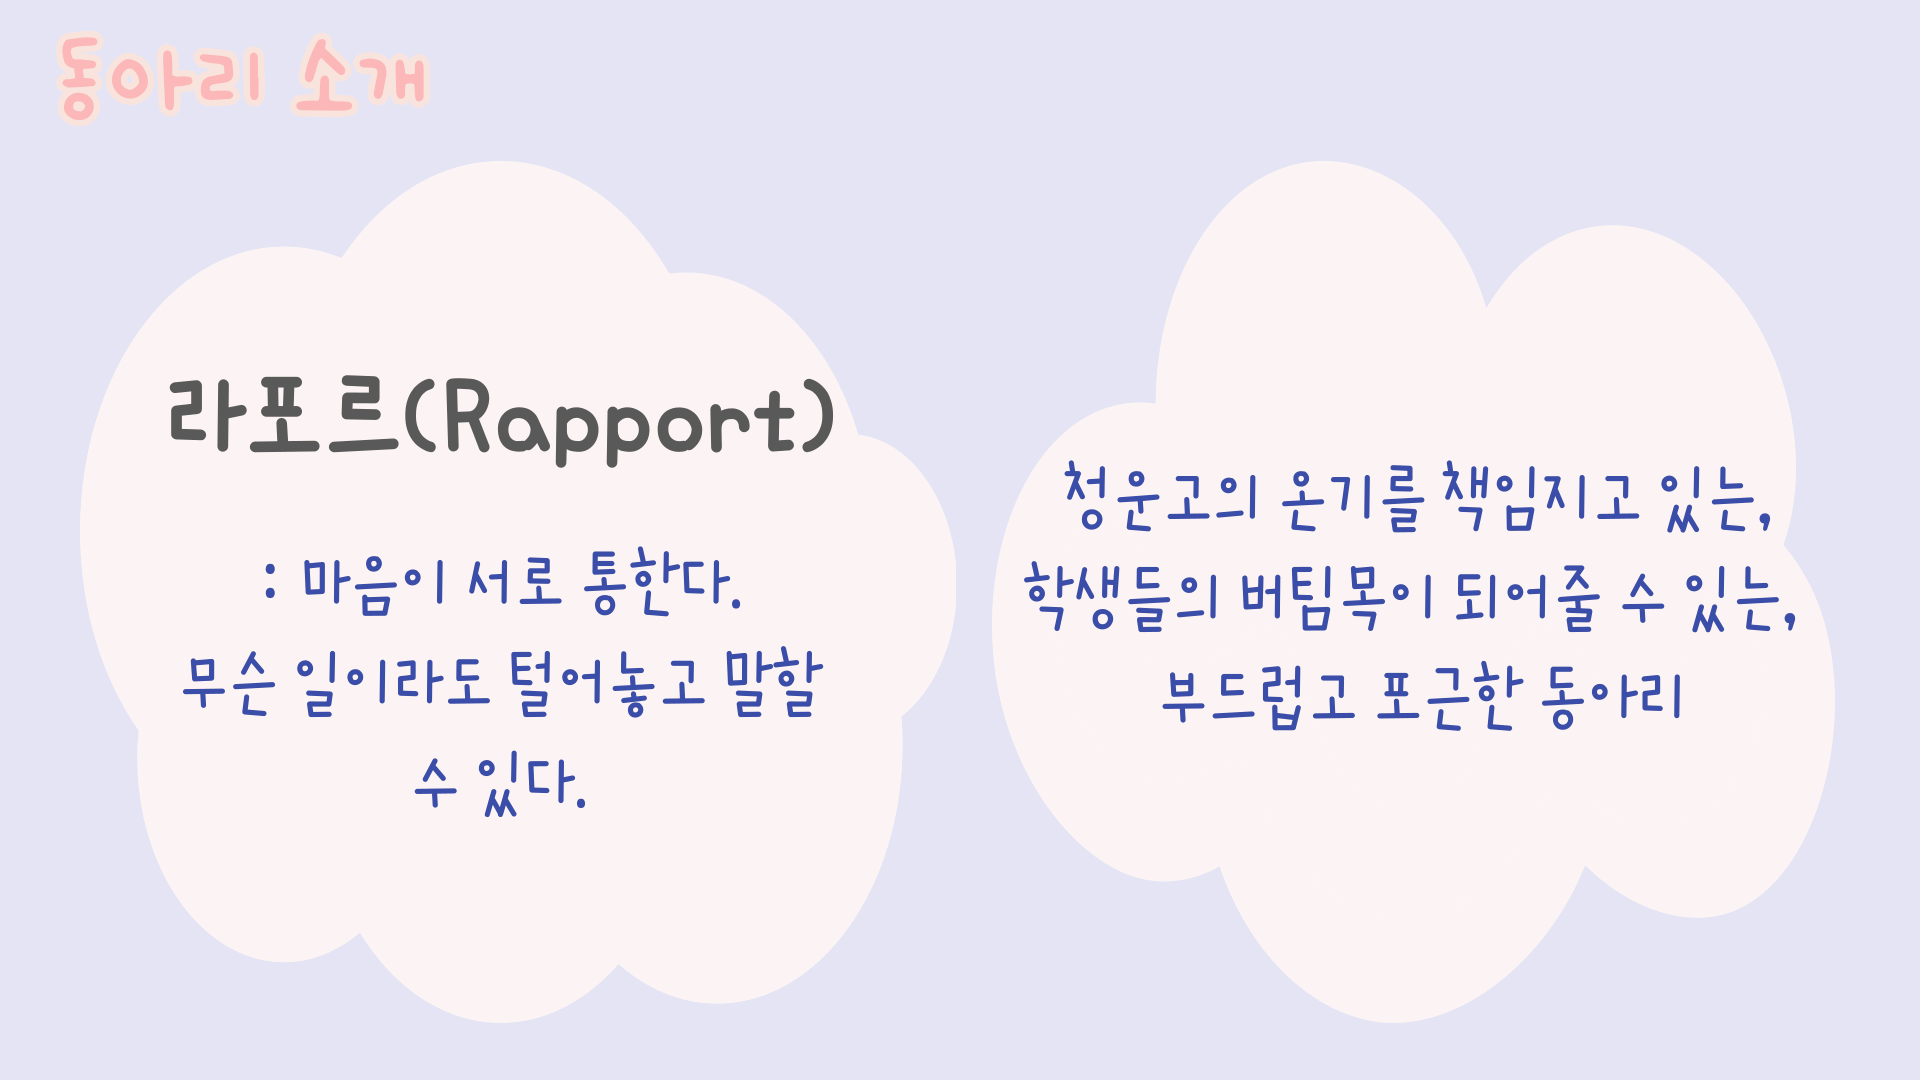 동아리 소개
라포르(Rapport)
: 마음이 서로 통한다.
무슨 일이라도 털어놓고 말할
수 있다.
청운고의 온기를 책임지고 있는,
학생들의 버팀목이 되어줄 수 있는,
부드럽고 포근한 동아리